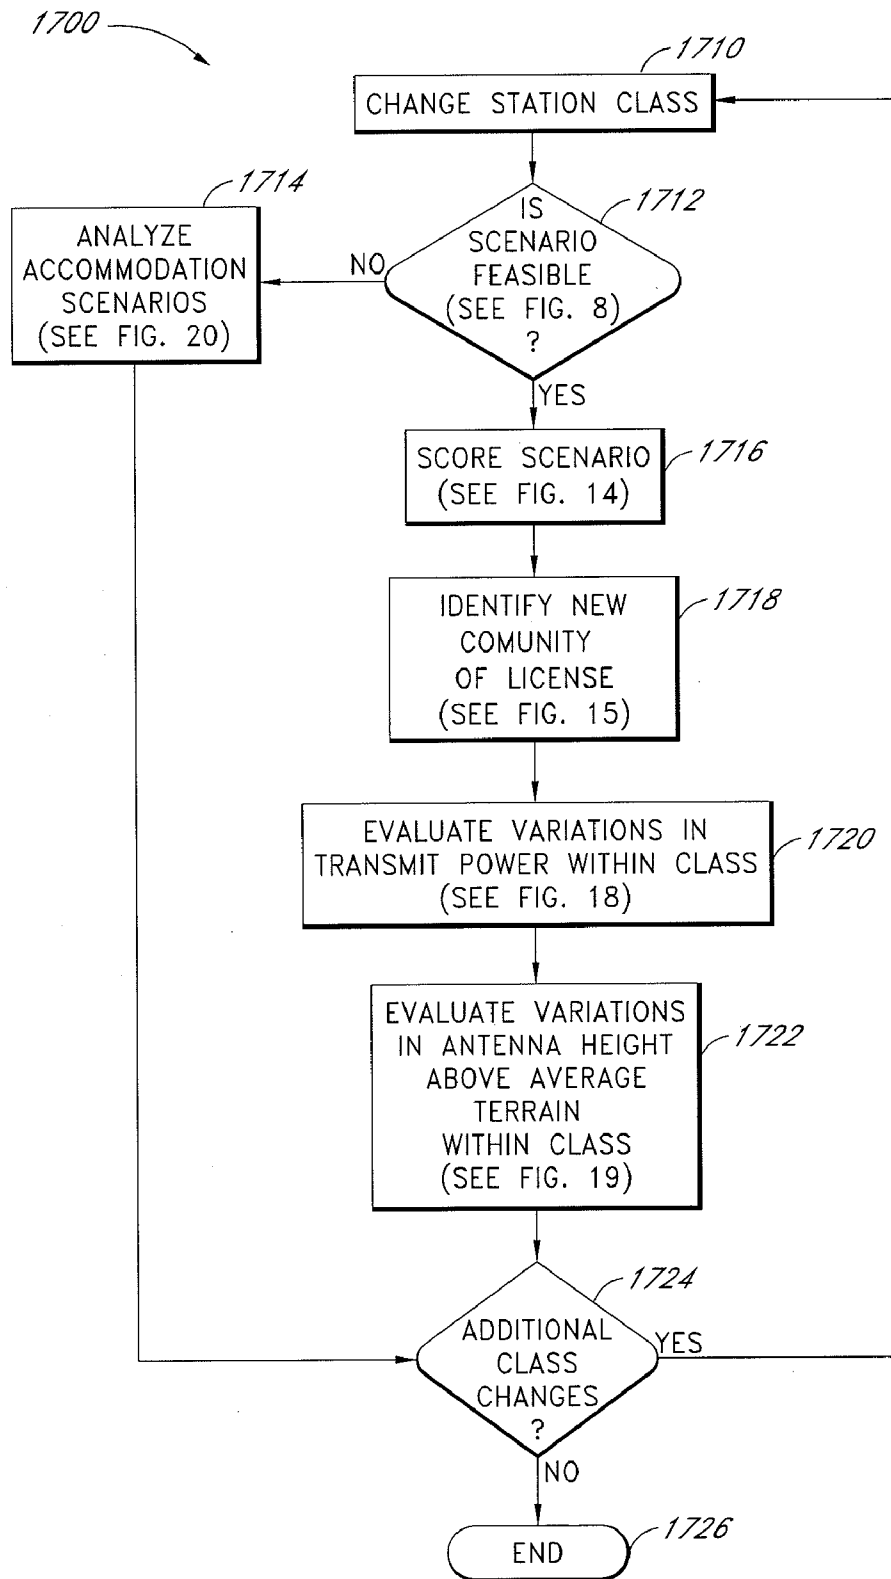 1700
1710
CHANGE STATION CLASS
1714
ANALYZE
ACCOMMODATION
SCENARIOS
(SEE FIG. 20)
NO
1712
IS
SCENARIO
FEASIBLE
(SEE FIG. 8)
?
YES
SCORE SCENARIO
(SEE FIG. 14)
1716
IDENTIFY NEW
COMUNITY
OF LICENSE
(SEE FIG. 15)
1718
EVALUATE VARIATIONS IN
TRANSMIT POWER WITHIN CLASS
(SEE FIG. 18)
1720
EVALUATE VARIATIONS
IN ANTENNA HEIGHT
ABOVE AVERAGE
TERRAIN
WITHIN CLASS
(SEE FIG. 19)
1722
1724
ADDITIONAL
CLASS
CHANGES
?
YES
NO
END
1726